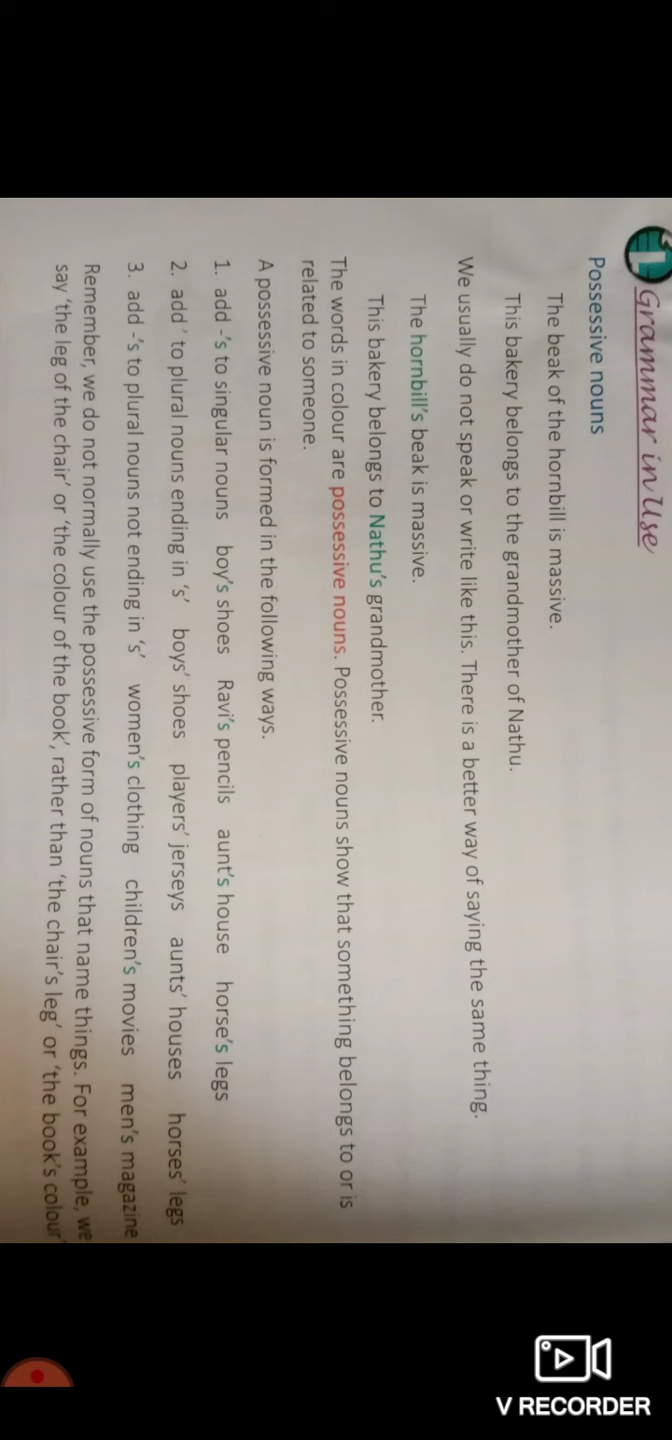 Grammar in Use
Possessive nouns
The beak of the hornbill is massive.
This bakery belongs to the grandmother of Nathu.
We usually do not speak or write like this. There is a better way of saying the same thing.
The hornbill's beak is massive.
This bakery belongs to Nathu's grandmother.
The words in colour are possessive nouns. Possessive nouns show that something belongs to or is
related to someone.
A possessive noun is formed in the following ways.
1. add -'s to singular nouns boy's shoes Ravi's pencils aunt's house horse's legs
2. add ' to plural nouns ending in 's' boys' shoes players' jerseys aunts' houses horses' legs
3. add -'s to plural nouns not ending in 's' women's clothing children's movies men's magazine
Remember, we do not normally use the possessive form of nouns that name things. For example, we
say 'the leg of the chair' or 'the colour of the book', rather than 'the chair's leg' or 'the book's colour'
V RECORDER